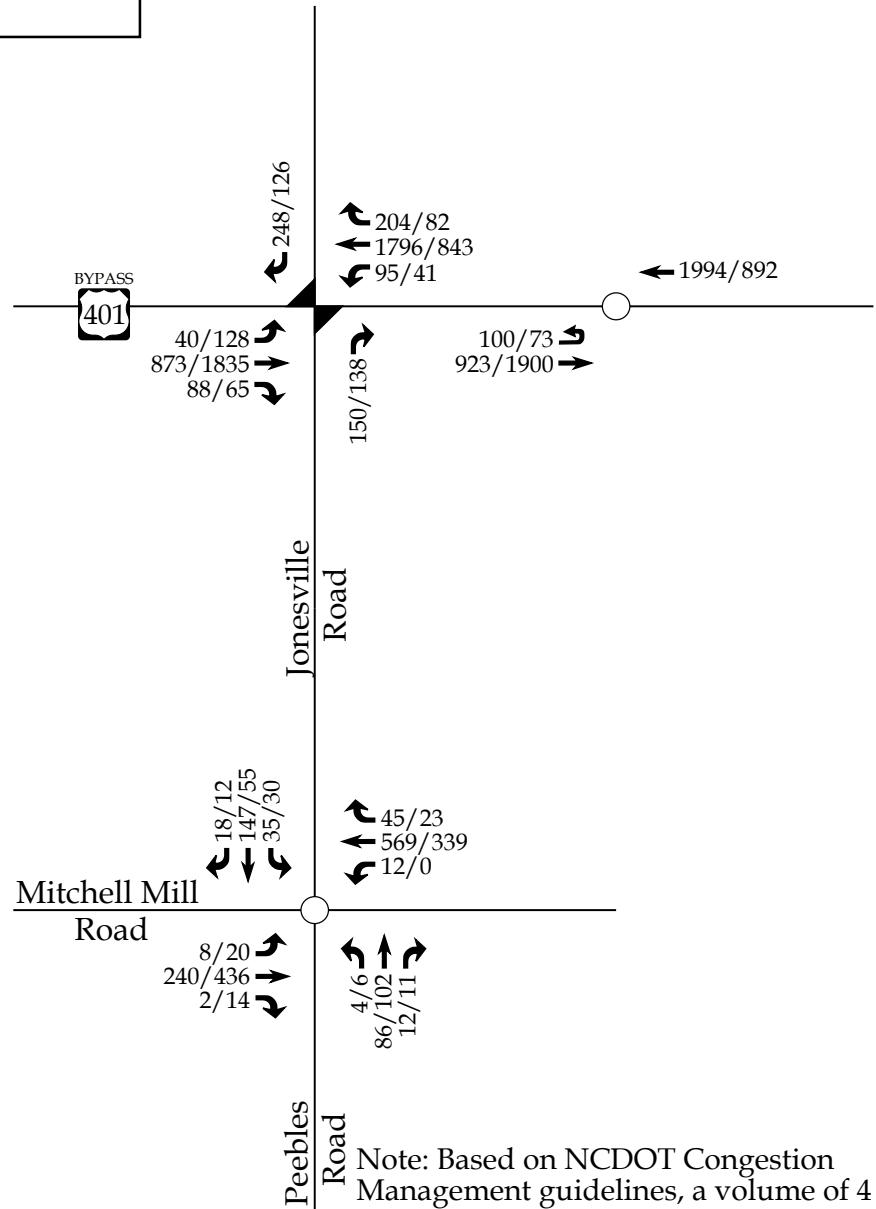 248/126
204/82
1796/843
95/41
1994/892
BYPASS
401
40/128
873/1835
88/65
150/138
100/73
923/1900
Jonesville
Road
18/12
147/55
35/30
45/23
569/339
12/0
Mitchell Mill
Road
8/20
240/436
2/14
4/6
86/102
12/11
Peebles
Road
Note: Based on NCDOT Congestion
Management guidelines, a volume of 4